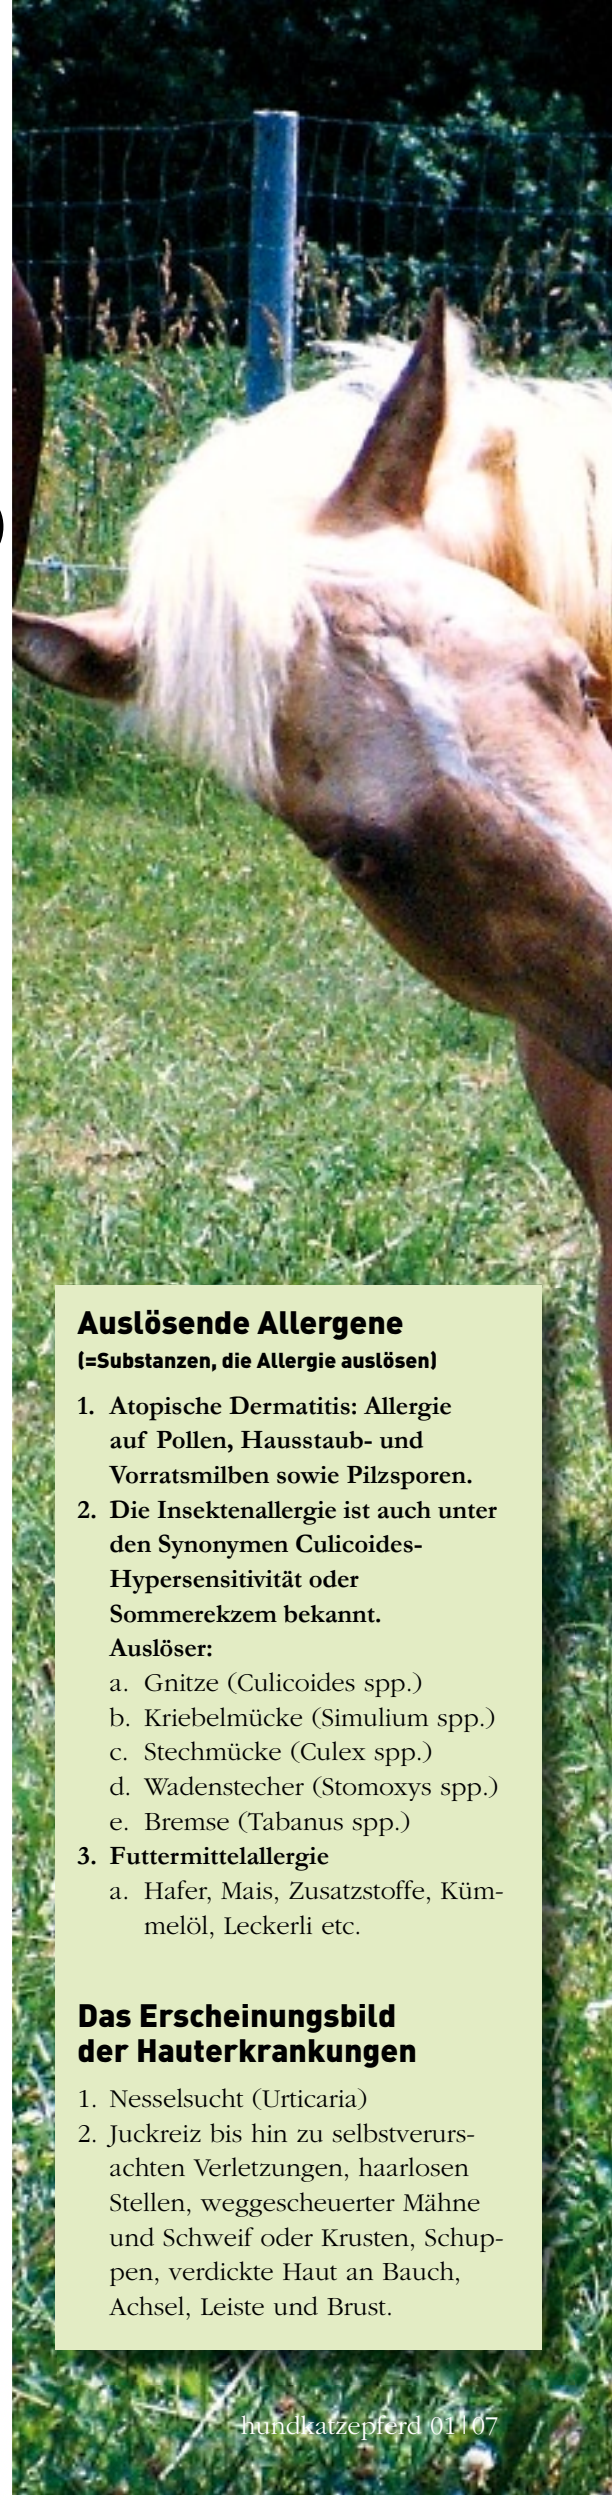 )
Auslösende Allergene
(=Substanzen, die Allergie auslösen)
1. Atopische Dermatitis: Allergie
auf Pollen, Hausstaub- und
Vorratsmilben sowie Pilzsporen.
2. Die Insektenallergie ist auch unter
den Synonymen Culicoides-
Hypersensitivität oder
Sommerekzem bekannt.
Auslöser:
a. Gnitze (Culicoides spp.)
b. Kriebelmücke (Simulium spp.)
c. Stechmücke (Culex spp.)
d. Wadenstecher (Stomoxys spp.)
e. Bremse (Tabanus spp.)
3. Futtermittelallergie
a. Hafer, Mais, Zusatzstoffe, Küm-
melöl, Leckerli etc.
Das Erscheinungsbild
der Hauterkrankungen
1. Nesselsucht (Urticaria)
2. Juckreiz bis hin zu selbstverurs-
achten Verletzungen, haarlosen
Stellen, weggescheuerter Mähne
und Schweif oder Krusten, Schup-
pen, verdickte Haut an Bauch,
Achsel, Leiste und Brust.
hundkatzepferd 01|07